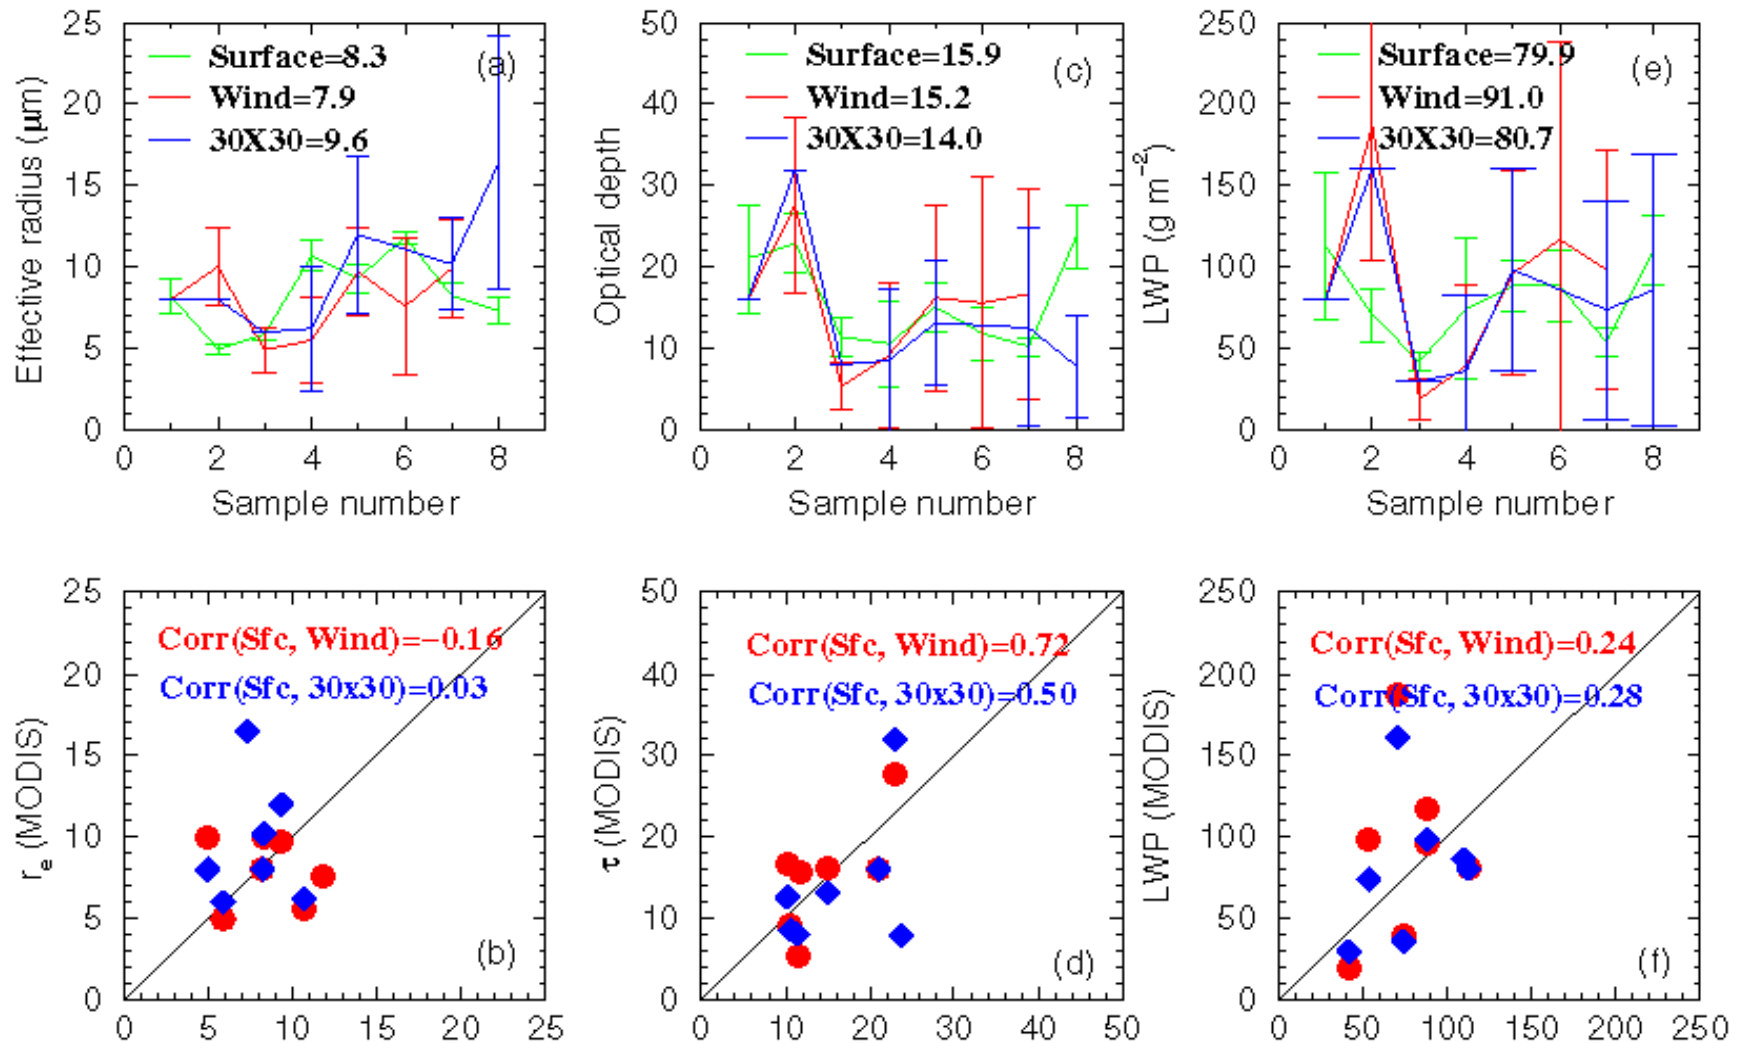 Effective radius (μm)
25
20
15
10
5
0
Surface=8.3
Wind=7.9
30X30=9.6
(a)
0 2 4 6 8
Sample number
Optical depth
50
40
30
20
10
0
Surface=15.9
Wind=15.2
30X30=14.0
(c)
0 2 4 6 8
Sample number
LWP (g m⁻²)
250
200
150
100
50
0
Surface=79.9
Wind=91.0
30X30=80.7
(e)
0 2 4 6 8
Sample number
rₑ (MODIS)
25
20
15
10
5
0
Corr(Sfc, Wind)=−0.16
Corr(Sfc, 30x30)=0.03
(b)
0 5 10 15 20 25
τ (MODIS)
50
40
30
20
10
0
Corr(Sfc, Wind)=0.72
Corr(Sfc, 30x30)=0.50
(d)
0 10 20 30 40 50
LWP (MODIS)
250
200
150
100
50
0
Corr(Sfc, Wind)=0.24
Corr(Sfc, 30x30)=0.28
(f)
0 50 100 150 200 250